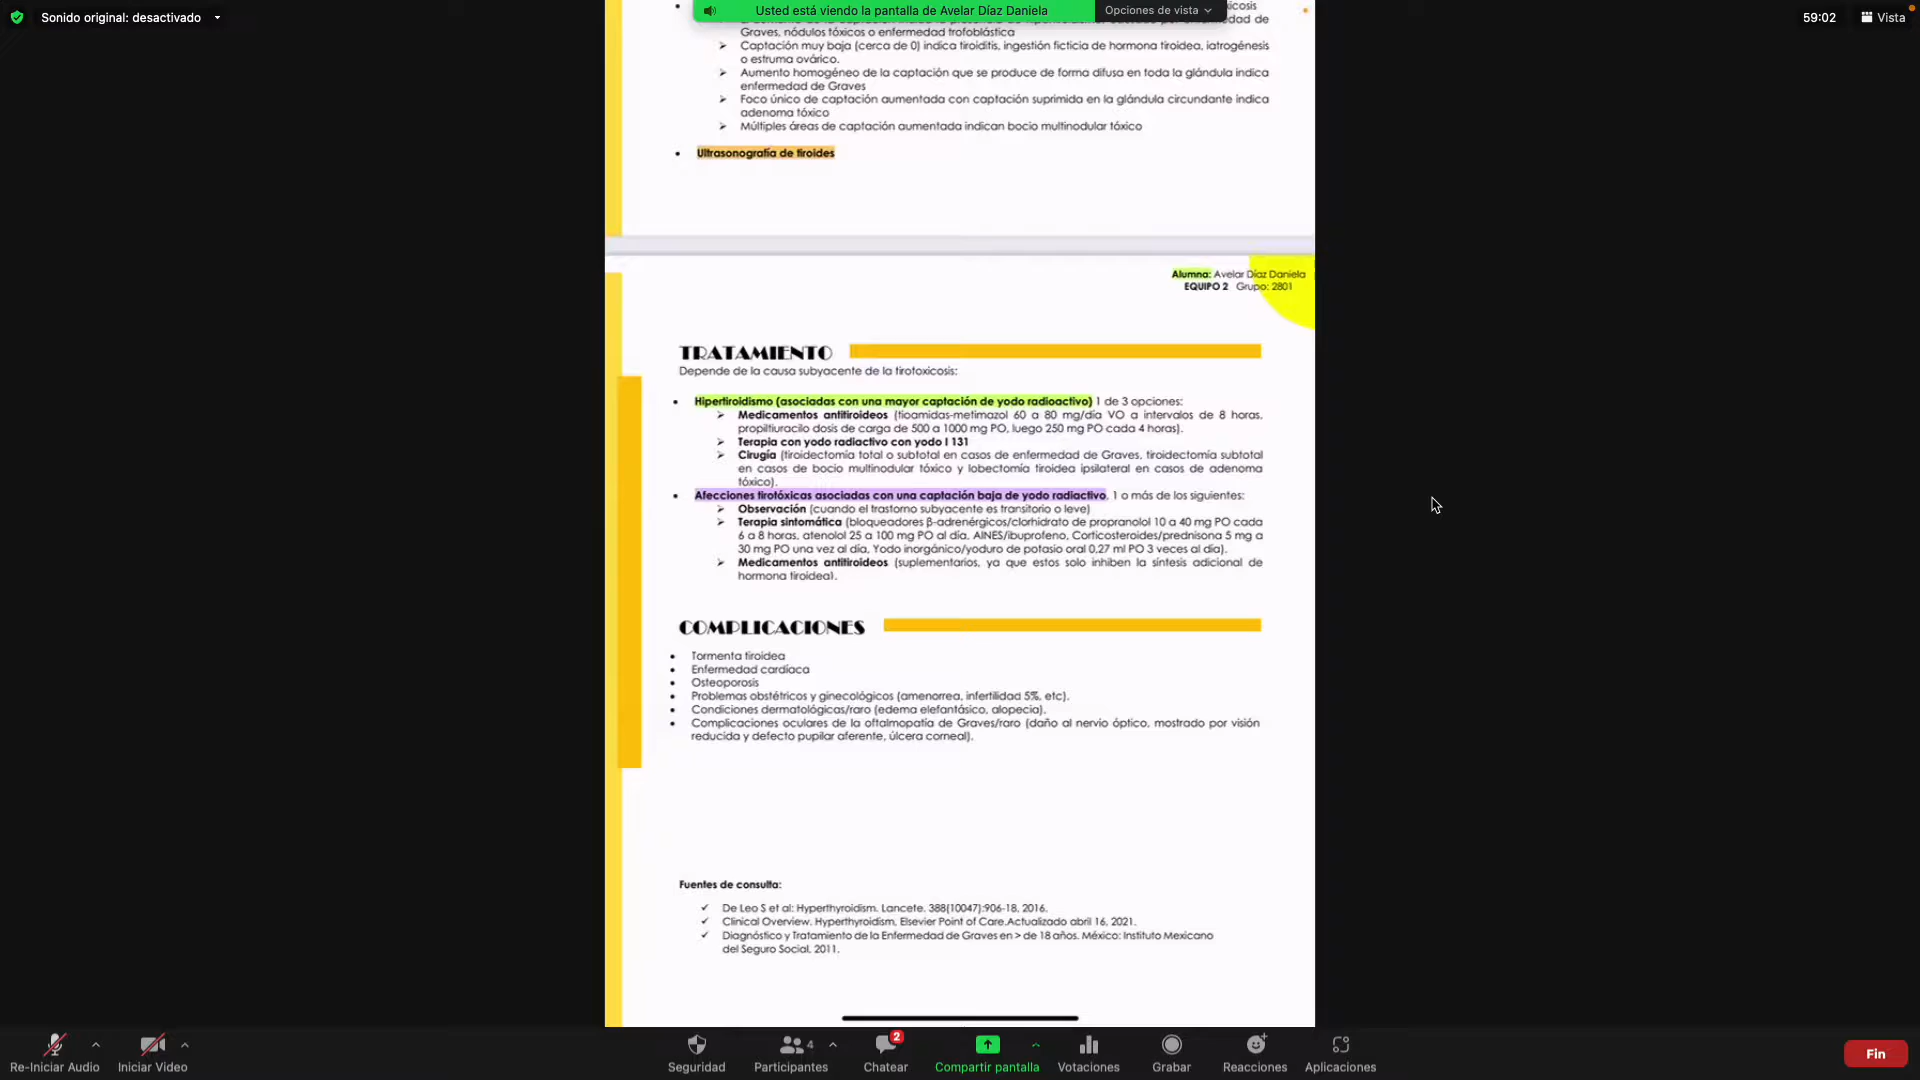 Sonido original: desactivado
Usted está viendo la pantalla de Avelar Díaz Daniela
Opciones de vista
59:02
Vista
Graves, nódulos tóxicos o enfermedad trofoblástica
➢ Captación muy baja (cerca de 0) indica tiroiditis, ingestión ficticia de hormona tiroidea, iatrogénesis
o estruma ovárico.
➢ Aumento homogéneo de la captación que se produce de forma difusa en toda la glándula indica
enfermedad de Graves
➢ Foco único de captación aumentada con captación suprimida en la glándula circundante indica
adenoma tóxico
➢ Múltiples áreas de captación aumentada indican bocio multinodular tóxico
• Ultrasonografía de tiroides
Alumna: Avelar Díaz Daniela
EQUIPO 2 Grupo: 2801
TRATAMIENTO
Depende de la causa subyacente de la tirotoxicosis:
• Hipertiroidismo (asociadas con una mayor captación de yodo radioactivo) 1 de 3 opciones:
➢ Medicamentos antitiroideos (tioamidas-metimazol 60 a 80 mg/día VO a intervalos de 8 horas,
propiltiuracilo dosis de carga de 500 a 1000 mg PO, luego 250 mg PO cada 4 horas).
➢ Terapia con yodo radiactivo con yodo I 131
➢ Cirugía (tiroidectomía total o subtotal en casos de enfermedad de Graves, tiroidectomía subtotal
en casos de bocio multinodular tóxico y lobectomía tiroidea ipsilateral en casos de adenoma
tóxico).
• Afecciones tirotóxicas asociadas con una captación baja de yodo radiactivo, 1 o más de los siguientes:
➢ Observación (cuando el trastorno subyacente es transitorio o leve)
➢ Terapia sintomática (bloqueadores β-adrenérgicos/clorhidrato de propranolol 10 a 40 mg PO cada
6 a 8 horas, atenolol 25 a 100 mg PO al día, AINES/ibuprofeno, Corticosteroides/prednisona 5 mg a
30 mg PO una vez al día, Yodo inorgánico/yoduro de potasio oral 0,27 ml PO 3 veces al día).
➢ Medicamentos antitiroideos (suplementarios, ya que estos solo inhiben la síntesis adicional de
hormona tiroidea).
COMPLICACIONES
• Tormenta tiroidea
• Enfermedad cardíaca
• Osteoporosis
• Problemas obstétricos y ginecológicos (amenorrea, infertilidad 5%, etc).
• Condiciones dermatológicas/raro (edema elefantásico, alopecia).
• Complicaciones oculares de la oftalmopatía de Graves/raro (daño al nervio óptico, mostrado por visión
reducida y defecto pupilar aferente, úlcera corneal).
Fuentes de consulta:
✓ De Leo S et al: Hyperthyroidism. Lancete. 388(10047):906-18, 2016.
✓ Clinical Overview. Hyperthyroidism, Elsevier Point of Care.Actualizado abril 16, 2021.
✓ Diagnóstico y Tratamiento de la Enfermedad de Graves en > de 18 años. México: Instituto Mexicano
del Seguro Social, 2011.
Re-Iniciar Audio
Iniciar Video
Seguridad
4
Participantes
2
Chatear
Compartir pantalla
Votaciones
Grabar
Reacciones
Aplicaciones
Fin